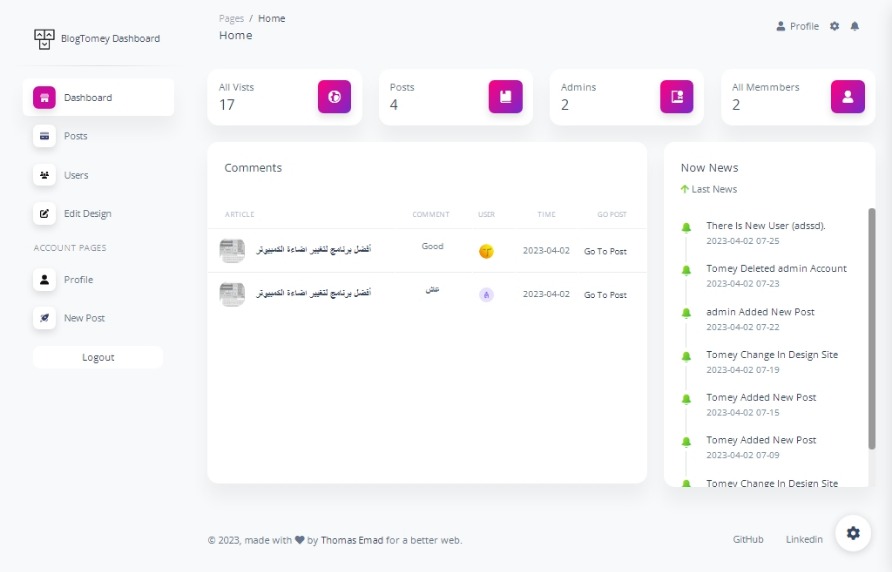 BlogTomey Dashboard
Dashboard
Posts
Users
Edit Design
ACCOUNT PAGES
Profile
New Post
Logout
Pages / Home
Home
Profile
All Vists
17
Posts
4
Admins
2
All Memmbers
2
Comments
ARTICLE COMMENT USER TIME GO POST
أفضل برنامج لتغيير اضاءة الكمبيوتر Good 2023-04-02 Go To Post
أفضل برنامج لتغيير اضاءة الكمبيوتر عاش 2023-04-02 Go To Post
Now News
Last News
There Is New User (adssd).
2023-04-02 07-25
Tomey Deleted admin Account
2023-04-02 07-23
admin Added New Post
2023-04-02 07-22
Tomey Change In Design Site
2023-04-02 07-19
Tomey Added New Post
2023-04-02 07-15
Tomey Added New Post
2023-04-02 07-09
Tomey Change In Design Site
© 2023, made with ♥ by Thomas Emad for a better web.
GitHub Linkedin